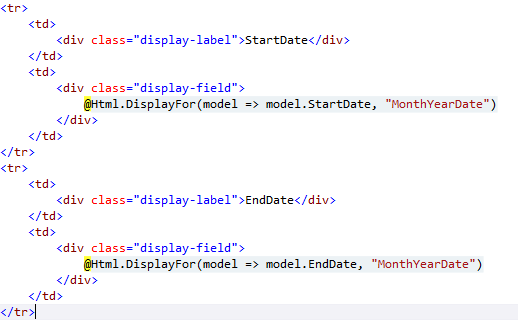 <tr>
    <td>
        <div class="display-label">StartDate</div>
    </td>
    <td>
        <div class="display-field">
            @Html.DisplayFor(model => model.StartDate, "MonthYearDate")
        </div>
    </td>
</tr>
<tr>
    <td>
        <div class="display-label">EndDate</div>
    </td>
    <td>
        <div class="display-field">
            @Html.DisplayFor(model => model.EndDate, "MonthYearDate")
        </div>
    </td>
</tr>